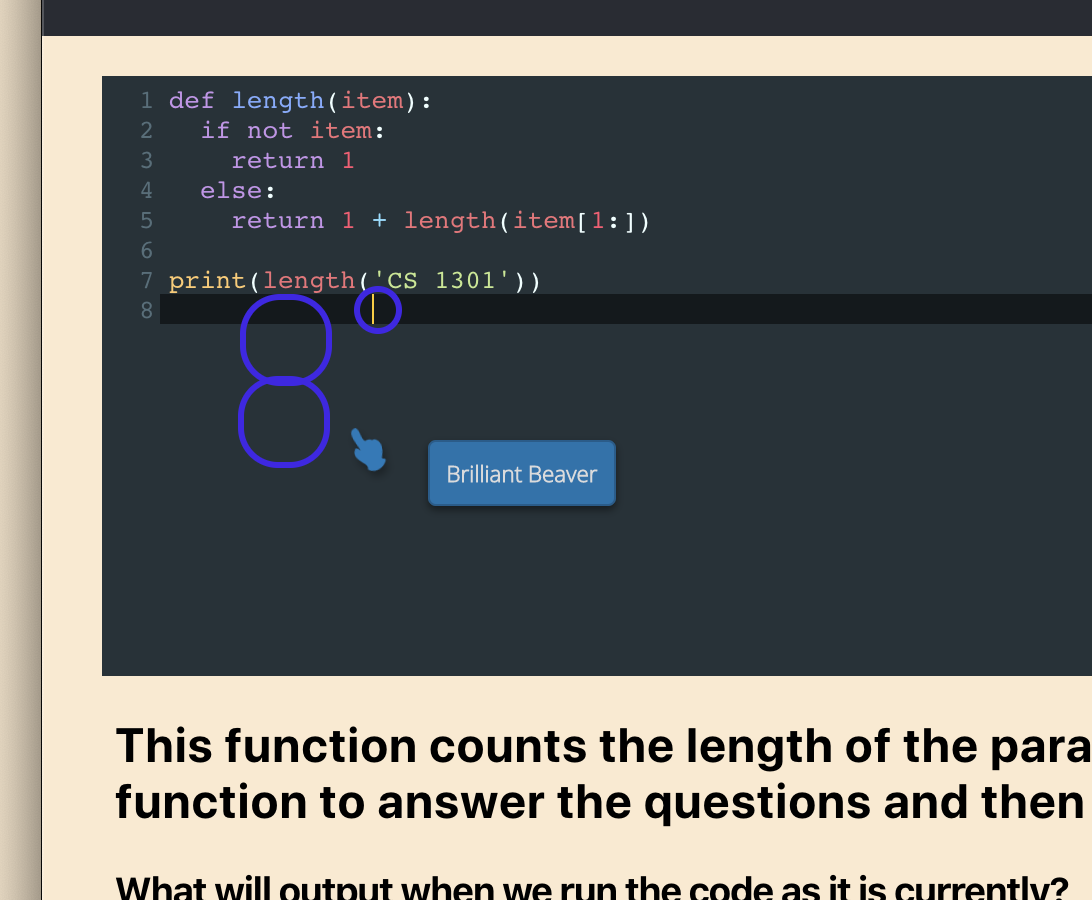 1 def length(item):
2   if not item:
3     return 1
4   else:
5     return 1 + length(item[1:])
6
7 print(length('CS 1301'))
8
Brilliant Beaver
This function counts the length of the para
function to answer the questions and then
What will output when we run the code as it is currently?